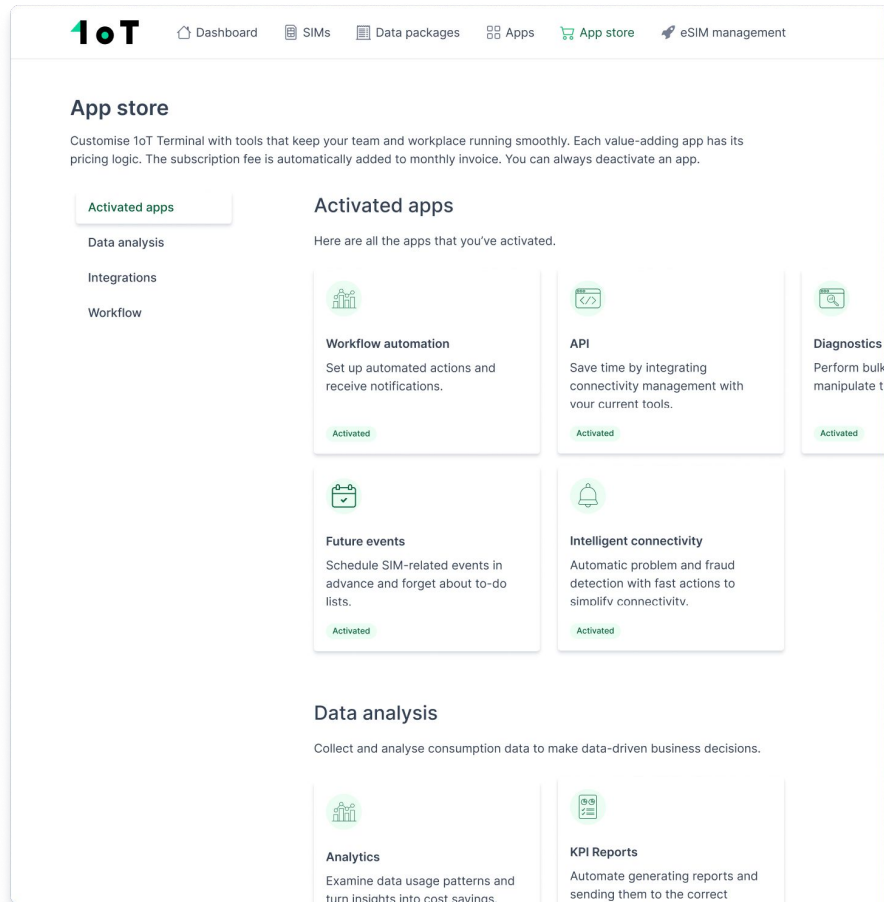 1oT
Dashboard
SIMs
Data packages
Apps
App store
eSIM management
App store
Customise 1oT Terminal with tools that keep your team and workplace running smoothly. Each value-adding app has its
pricing logic. The subscription fee is automatically added to monthly invoice. You can always deactivate an app.
Activated apps
Data analysis
Integrations
Workflow
Activated apps
Here are all the apps that you've activated.
Workflow automation
Set up automated actions and
receive notifications.
Activated
API
Save time by integrating
connectivity management with
your current tools.
Activated
Diagnostics
Perform bulk
manipulate t
Activated
Future events
Schedule SIM-related events in
advance and forget about to-do
lists.
Activated
Intelligent connectivity
Automatic problem and fraud
detection with fast actions to
simplify connectivity.
Activated
Data analysis
Collect and analyse consumption data to make data-driven business decisions.
Analytics
Examine data usage patterns and
turn insights into cost savings.
KPI Reports
Automate generating reports and
sending them to the correct